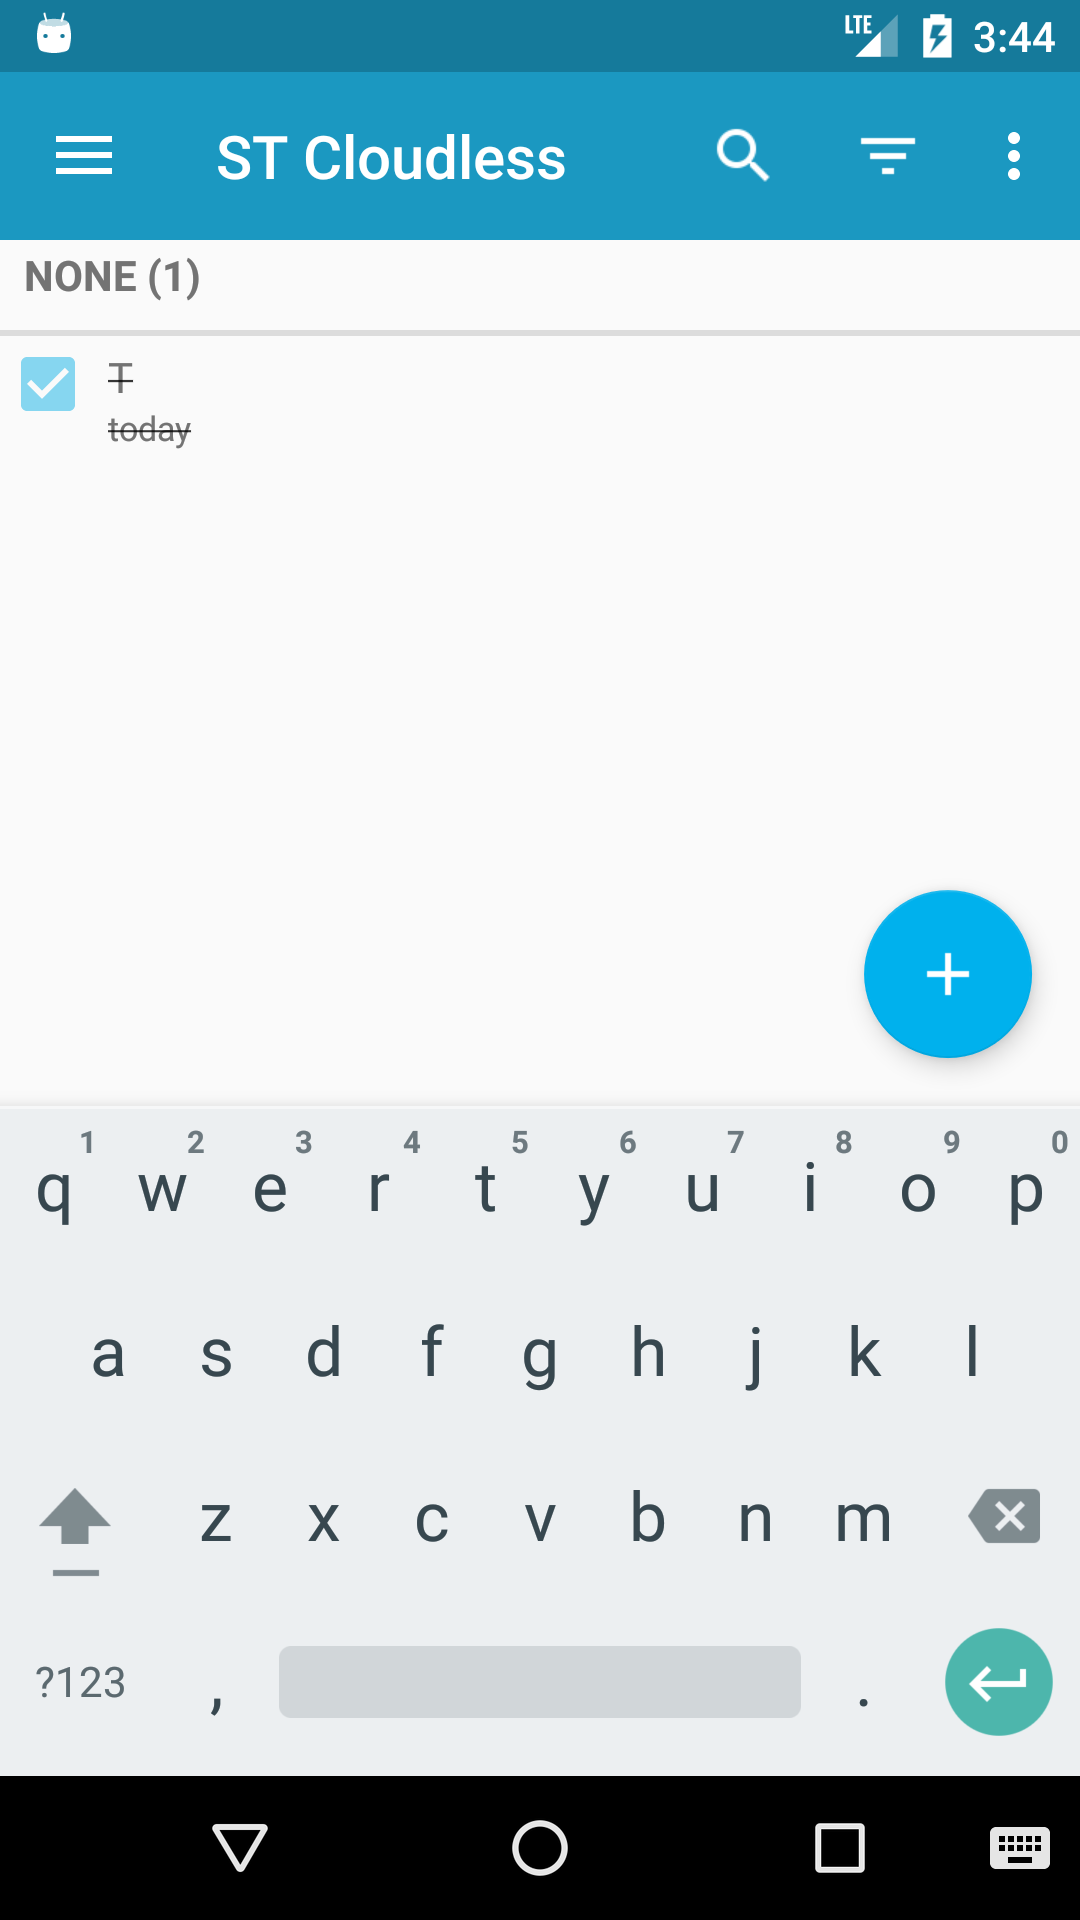 LTE 3:44
ST Cloudless
NONE (1)
T
today
1 2 3 4 5 6 7 8 9 0
q w e r t y u i o p
a s d f g h j k l
z x c v b n m
?123 , .